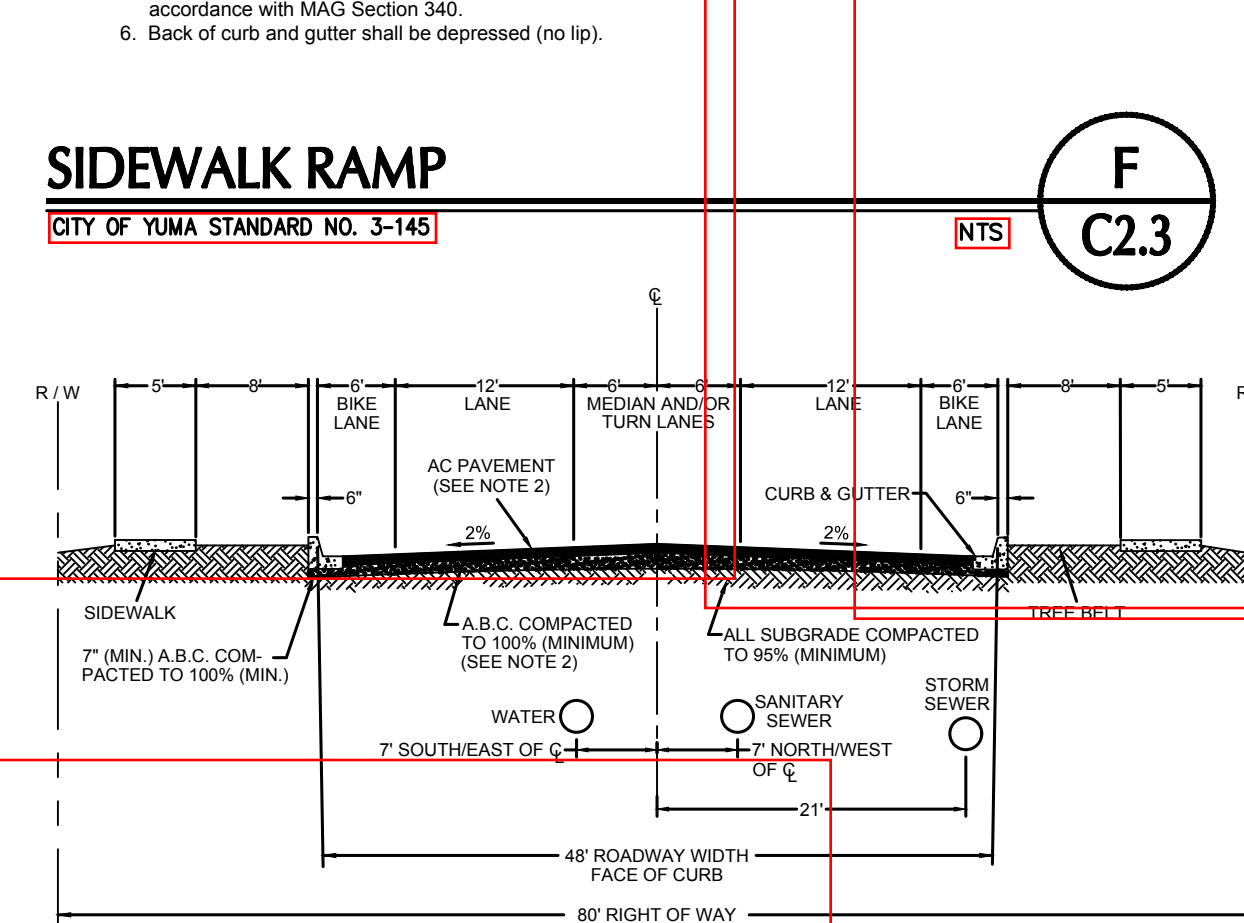 accordance with MAG Section 340.
6. Back of curb and gutter shall be depressed (no lip).
SIDEWALK RAMP
CITY OF YUMA STANDARD NO. 3-145
NTS
F
C2.3
℄
R / W
5'
8'
6'
BIKE
LANE
12'
LANE
6'
6'
MEDIAN AND/OR
TURN LANES
12'
LANE
6'
BIKE
LANE
8'
5'
R
6"
AC PAVEMENT
(SEE NOTE 2)
CURB & GUTTER
6"
2%
2%
SIDEWALK
7" (MIN.) A.B.C. COM-
PACTED TO 100% (MIN.)
A.B.C. COMPACTED
TO 100% (MINIMUM)
(SEE NOTE 2)
ALL SUBGRADE COMPACTED
TO 95% (MINIMUM)
TREE BELT
WATER
SANITARY
SEWER
STORM
SEWER
7' SOUTH/EAST OF ℄
7' NORTH/WEST
OF ℄
21'
48' ROADWAY WIDTH
FACE OF CURB
80' RIGHT OF WAY